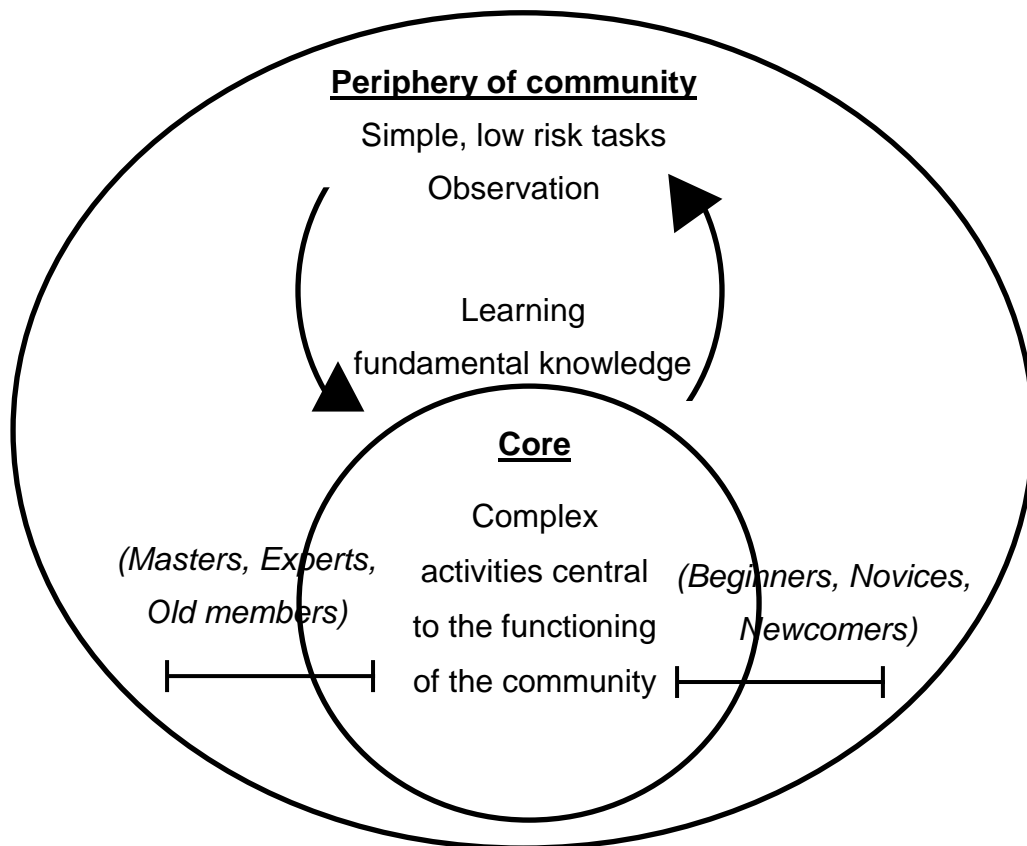 Periphery of community
Simple, low risk tasks
Observation
Learning
fundamental knowledge
Core
Complex
activities central
to the functioning
of the community
(Masters, Experts,
Old members)
(Beginners, Novices,
Newcomers)